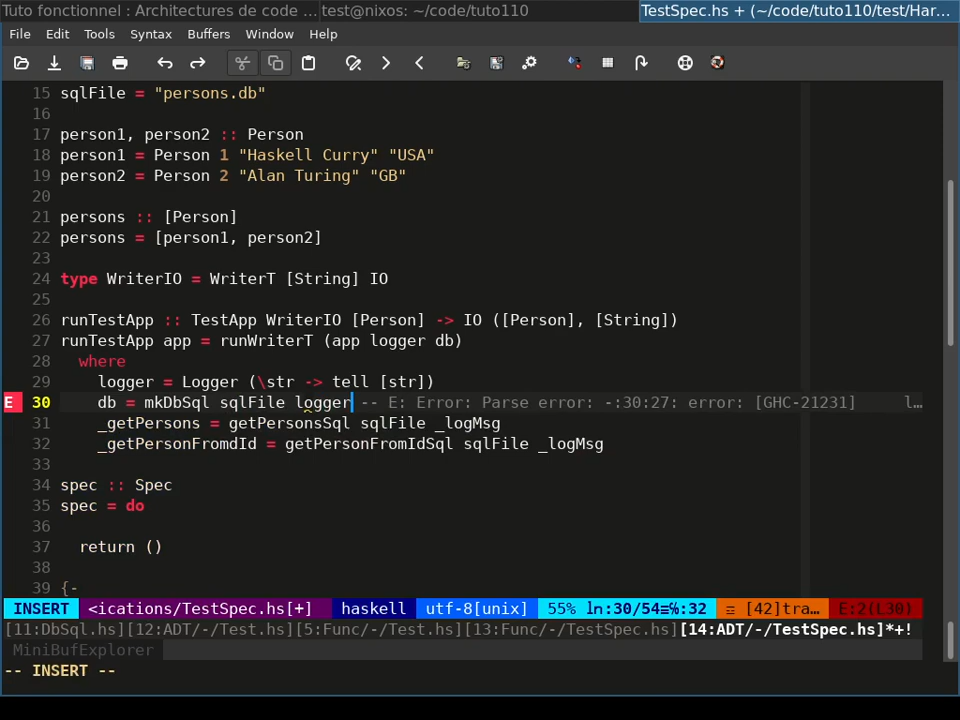 Tuto fonctionnel : Architectures de code ... test@nixos: ~/code/tuto110 TestSpec.hs + (~/code/tuto110/test/Har...
File Edit Tools Syntax Buffers Window Help
15 sqlFile = "persons.db"
16
17 person1, person2 :: Person
18 person1 = Person 1 "Haskell Curry" "USA"
19 person2 = Person 2 "Alan Turing" "GB"
20
21 persons :: [Person]
22 persons = [person1, person2]
23
24 type WriterIO = WriterT [String] IO
25
26 runTestApp :: TestApp WriterIO [Person] -> IO ([Person], [String])
27 runTestApp app = runWriterT (app logger db)
28 where
29 logger = Logger (\str -> tell [str])
E 30 db = mkDbSql sqlFile logger -- E: Error: Parse error: -:30:27: error: [GHC-21231] l…
31 _getPersons = getPersonsSql sqlFile _logMsg
32 _getPersonFromdId = getPersonFromIdSql sqlFile _logMsg
33
34 spec :: Spec
35 spec = do
36
37 return ()
38
39 {-
INSERT <ications/TestSpec.hs[+] haskell utf-8[unix] 55% ln:30/54≡℅:32 ☲ [42]tra… E:2(L30)
[11:DbSql.hs][12:ADT/-/Test.hs][5:Func/-/Test.hs][13:Func/-/TestSpec.hs][14:ADT/-/TestSpec.hs]*+!
MiniBufExplorer
-- INSERT --